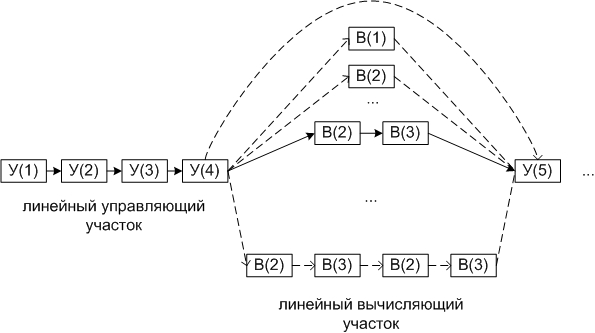 В(1)
В(2)
...
В(2) В(3)
У(1) У(2) У(3) У(4) У(5) ...
линейный управляющий
участок
...
В(2) В(3) В(2) В(3)
линейный вычисляющий
участок